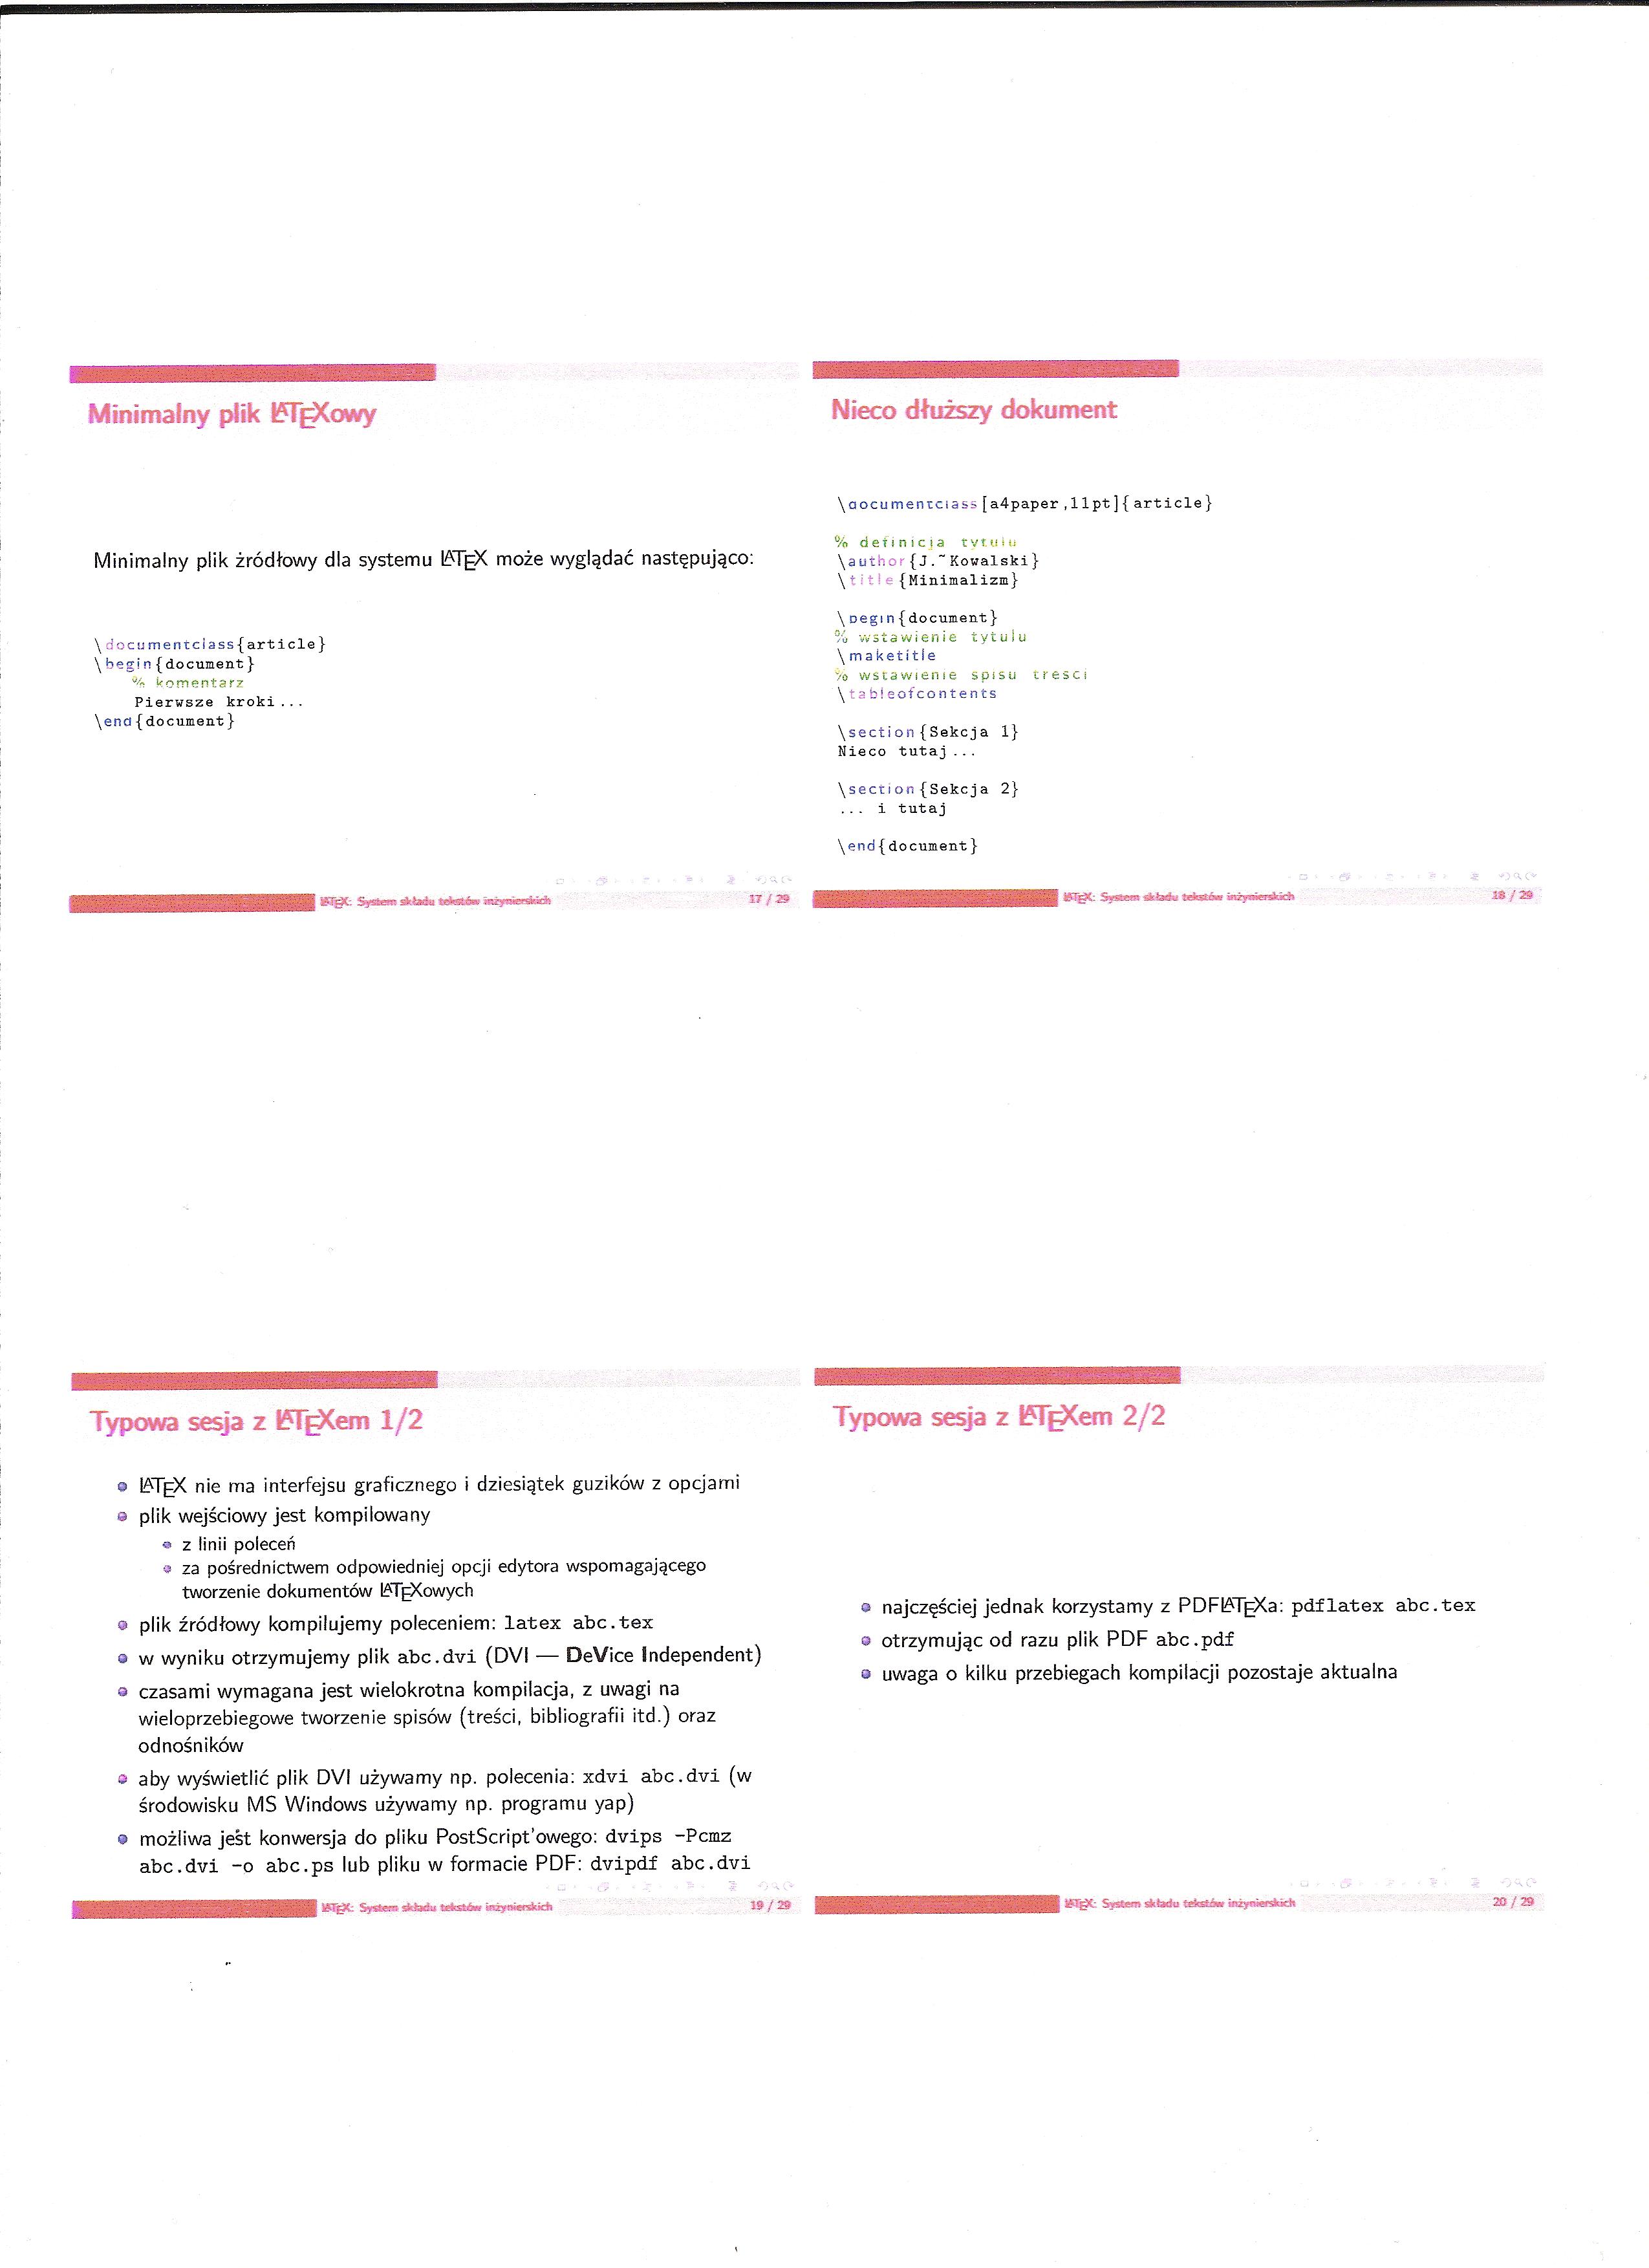 Minimalny plik LATEXowy
Minimalny plik źródłowy dla systemu LATEX może wyglądać następująco:
\documentclass{article}
\begin{document}
% komentarz
Pierwsze kroki...
\end{document}
LATEX: System składu tekstów inżynierskich 17 / 29
Nieco dłuższy dokument
\documentclass[a4paper,11pt]{article}
% definicja tytulu
\author{J.~Kowalski}
\title{Minimalizm}
\begin{document}
% wstawienie tytulu
\maketitle
% wstawienie spisu tresci
\tableofcontents
\section{Sekcja 1}
Nieco tutaj...
\section{Sekcja 2}
... i tutaj
\end{document}
LATEX: System składu tekstów inżynierskich 18 / 29
Typowa sesja z LATEXem 1/2
LATEX nie ma interfejsu graficznego i dziesiątek guzików z opcjami
plik wejściowy jest kompilowany
z linii poleceń
za pośrednictwem odpowiedniej opcji edytora wspomagającego
tworzenie dokumentów LATEXowych
plik źródłowy kompilujemy poleceniem: latex abc.tex
w wyniku otrzymujemy plik abc.dvi (DVI — DeVice Independent)
czasami wymagana jest wielokrotna kompilacja, z uwagi na
wieloprzebiegowe tworzenie spisów (treści, bibliografii itd.) oraz
odnośników
aby wyświetlić plik DVI używamy np. polecenia: xdvi abc.dvi (w
środowisku MS Windows używamy np. programu yap)
możliwa jest konwersja do pliku PostScript'owego: dvips -Pcmz
abc.dvi -o abc.ps lub pliku w formacie PDF: dvipdf abc.dvi
LATEX: System składu tekstów inżynierskich 19 / 29
Typowa sesja z LATEXem 2/2
najczęściej jednak korzystamy z PDFLATEXa: pdflatex abc.tex
otrzymując od razu plik PDF abc.pdf
uwaga o kilku przebiegach kompilacji pozostaje aktualna
LATEX: System składu tekstów inżynierskich 20 / 29